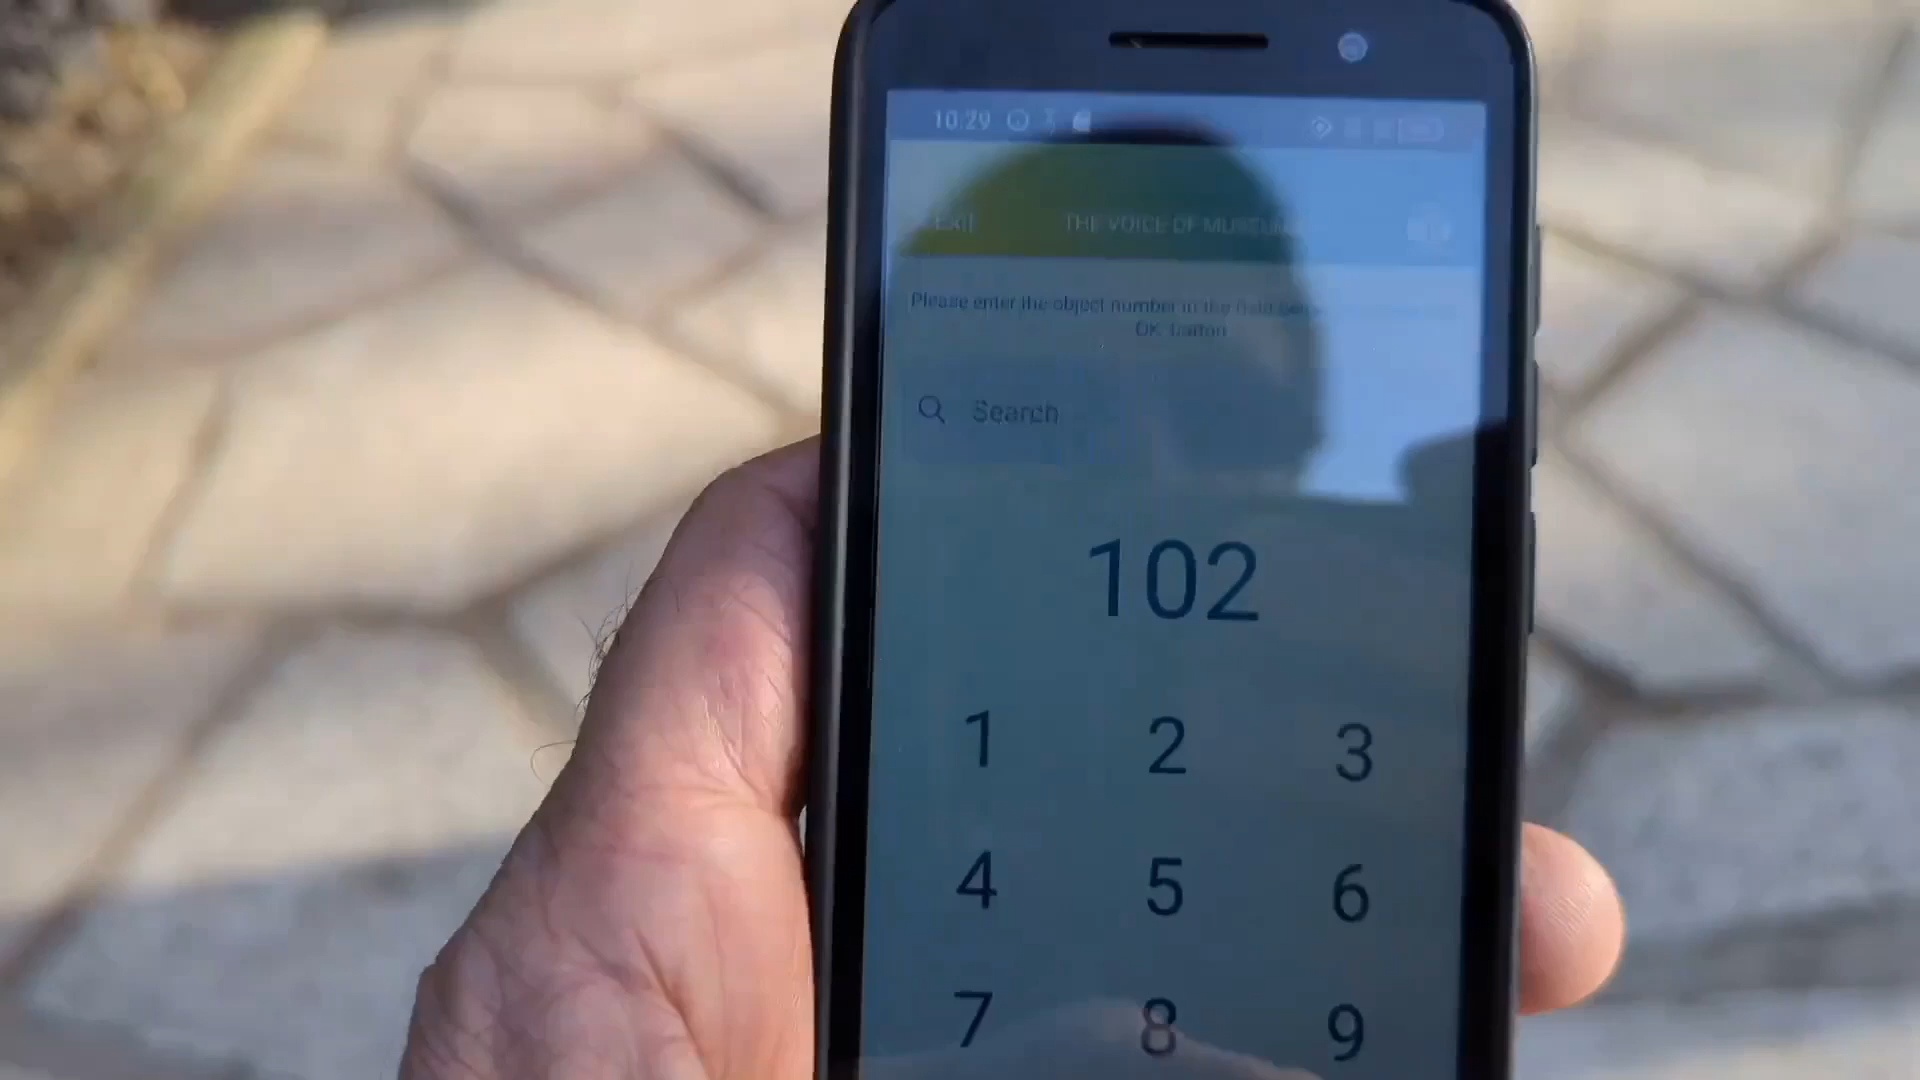 10:29
Exit THE VOICE OF MUSEUM
Please enter the object number in the field
OK button
Search
102
1 2 3
4 5 6
7 8 9